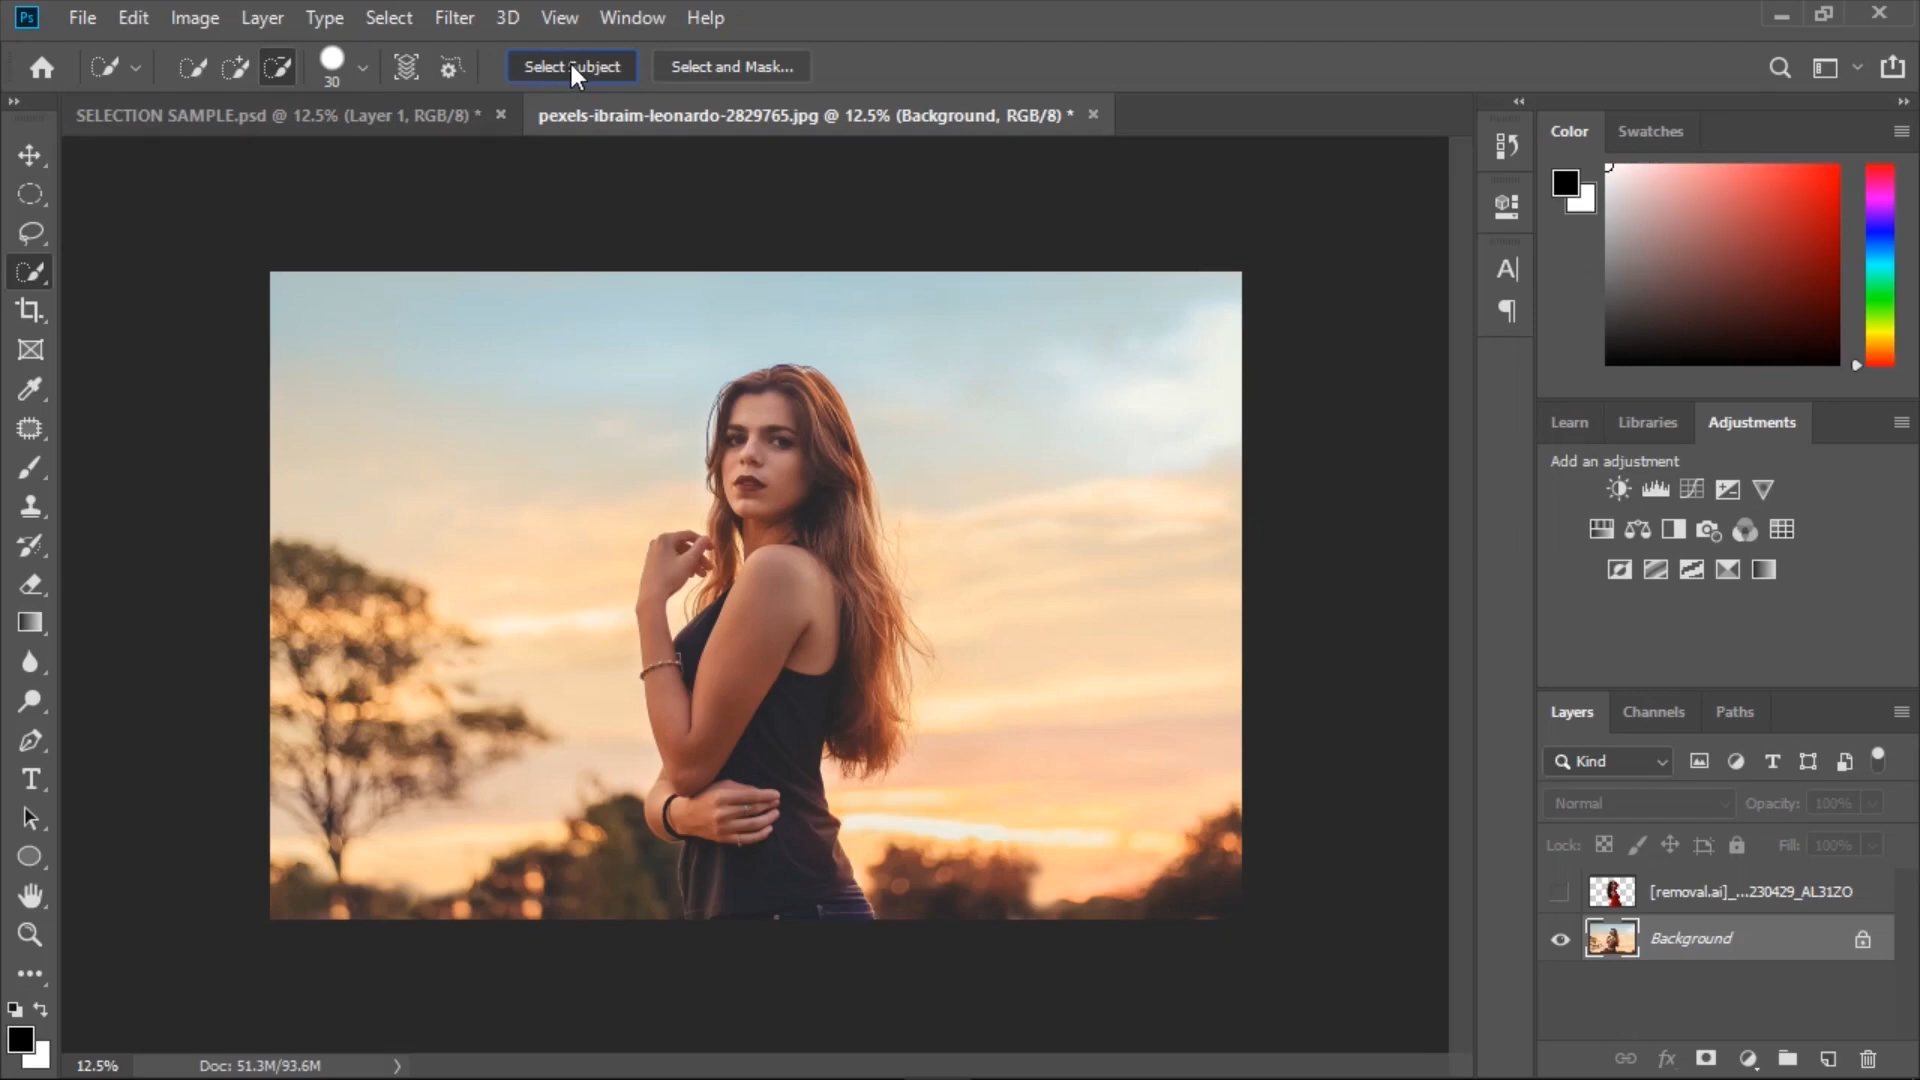 Ps File Edit Image Layer Type Select Filter 3D View Window Help
30 Select Subject Select and Mask...
SELECTION SAMPLE.psd @ 12.5% (Layer 1, RGB/8) * pexels-ibraim-leonardo-2829765.jpg @ 12.5% (Background, RGB/8) *
Color Swatches
Learn Libraries Adjustments
Add an adjustment
Layers Channels Paths
Kind
Normal Opacity: 100%
Lock: Fill: 100%
[removal.ai]_...230429_AL31ZO
Background
12.5% Doc: 51.3M/93.6M
fx